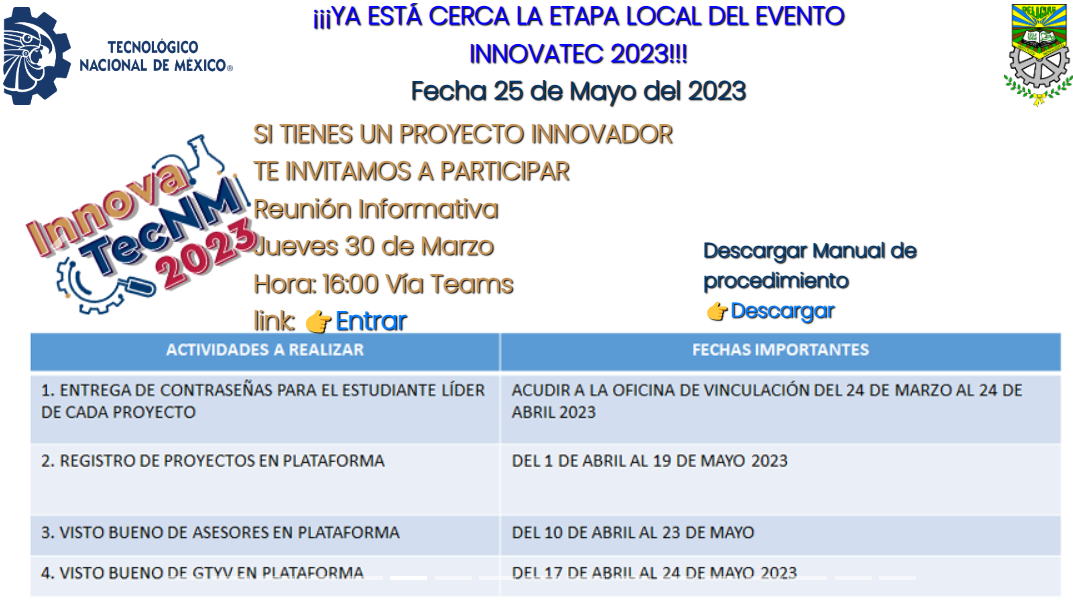 ¡¡¡YA ESTÁ CERCA LA ETAPA LOCAL DEL EVENTO
INNOVATEC 2023!!!
Fecha 25 de Mayo del 2023
TECNOLÓGICO
NACIONAL DE MÉXICO®
SI TIENES UN PROYECTO INNOVADOR
TE INVITAMOS A PARTICIPAR
Reunión Informativa
Jueves 30 de Marzo
Hora: 16:00 Vía Teams
link: 👉Entrar
Innova
TecNM
2023
Descargar Manual de
procedimiento
👉Descargar
ACTIVIDADES A REALIZAR
FECHAS IMPORTANTES
1. ENTREGA DE CONTRASEÑAS PARA EL ESTUDIANTE LÍDER
DE CADA PROYECTO
ACUDIR A LA OFICINA DE VINCULACIÓN DEL 24 DE MARZO AL 24 DE
ABRIL 2023
2. REGISTRO DE PROYECTOS EN PLATAFORMA
DEL 1 DE ABRIL AL 19 DE MAYO 2023
3. VISTO BUENO DE ASESORES EN PLATAFORMA
DEL 10 DE ABRIL AL 23 DE MAYO
4. VISTO BUENO DE GTYV EN PLATAFORMA
DEL 17 DE ABRIL AL 24 DE MAYO 2023